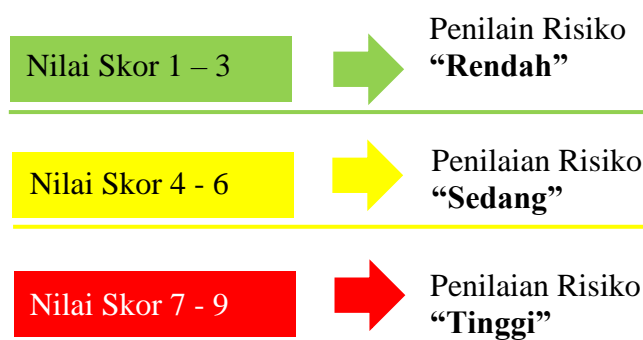 Nilai Skor 1 – 3
Penilain Risiko
“Rendah”
Nilai Skor 4 - 6
Penilaian Risiko
“Sedang”
Nilai Skor 7 - 9
Penilaian Risiko
“Tinggi”